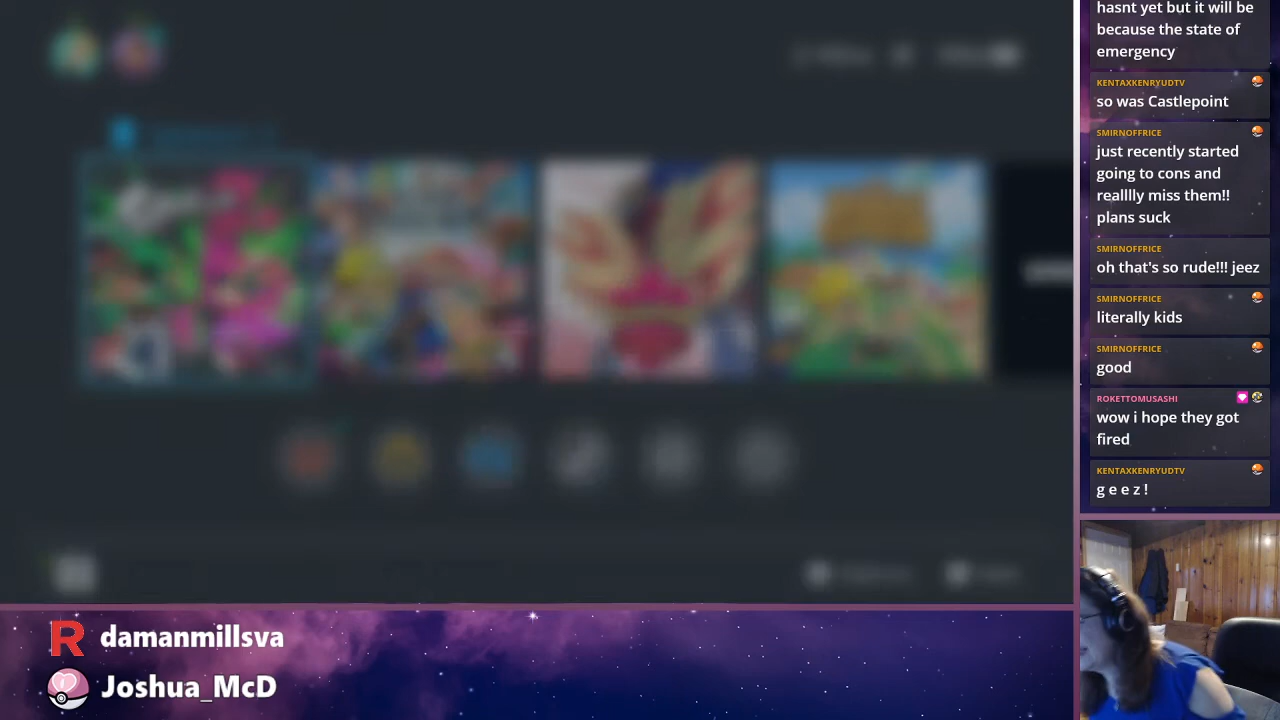 hasnt yet but it will be
because the state of
emergency
KENTAXKENRYUDTV
so was Castlepoint
SMIRNOFFRICE
just recently started
going to cons and
realllly miss them!!
plans suck
SMIRNOFFRICE
oh that's so rude!!! jeez
SMIRNOFFRICE
literally kids
SMIRNOFFRICE
good
ROKETTOMUSASHI
wow i hope they got
fired
KENTAXKENRYUDTV
g e e z !
R damanmillsva
Joshua_McD